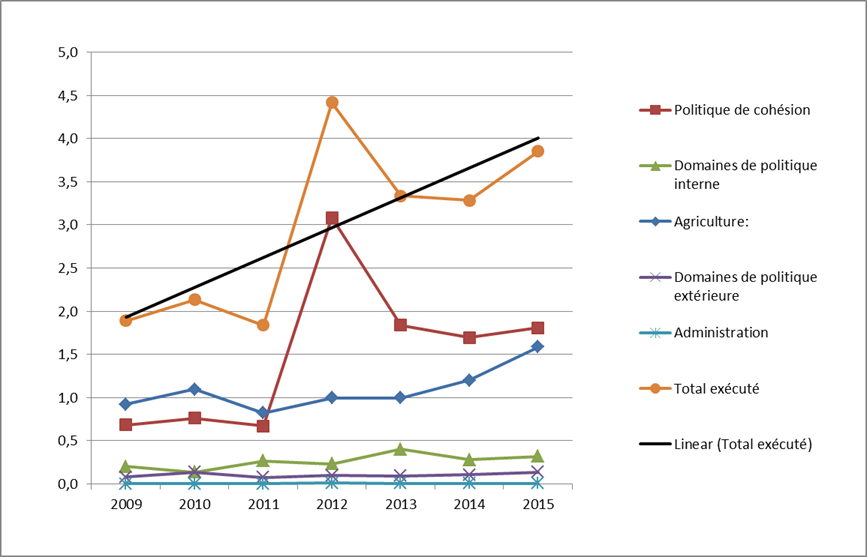 5,0
4,5
4,0
3,5
3,0
2,5
2,0
1,5
1,0
0,5
0,0
2009 2010 2011 2012 2013 2014 2015
Politique de cohésion
Domaines de politique
interne
Agriculture:
Domaines de politique
extérieure
Administration
Total exécuté
Linear (Total exécuté)